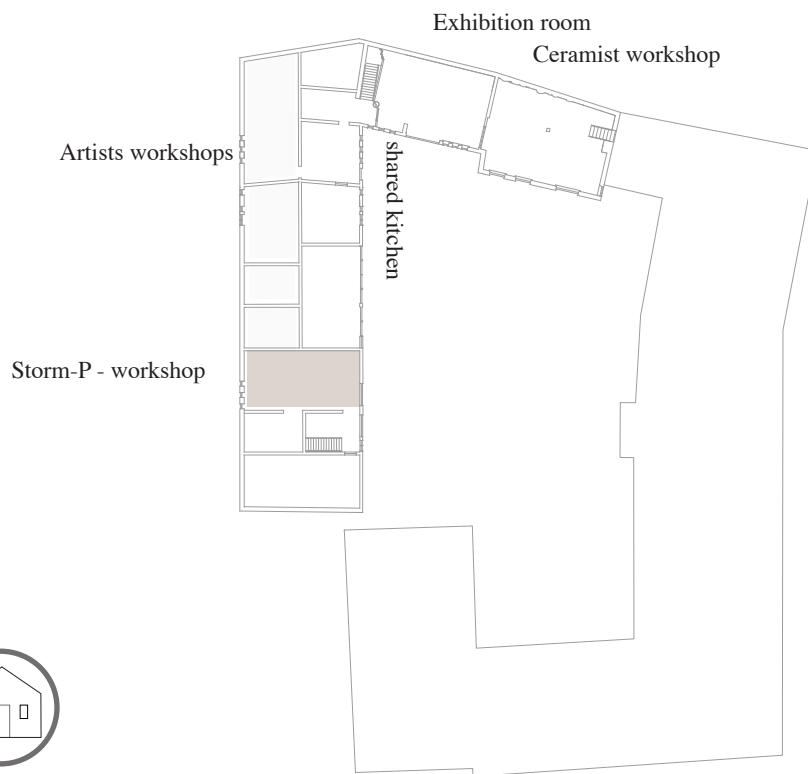 Exhibition room
Ceramist workshop
Artists workshops
shared kitchen
Storm-P - workshop